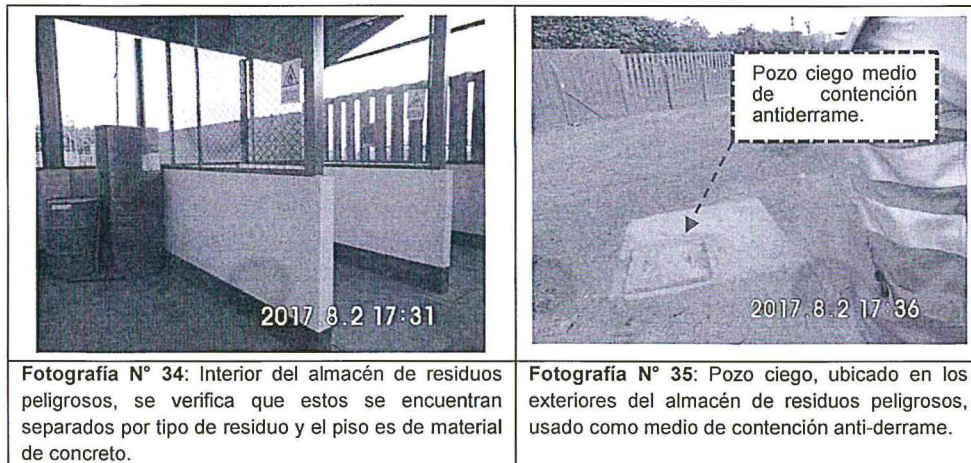 2017.8.2 17:31
Pozo ciego medio
de contención
antiderrame.
2017.8.2 17:36
Fotografía N° 34: Interior del almacén de residuos
peligrosos, se verifica que estos se encuentran
separados por tipo de residuo y el piso es de material
de concreto.
Fotografía N° 35: Pozo ciego, ubicado en los
exteriores del almacén de residuos peligrosos,
usado como medio de contención anti-derrame.